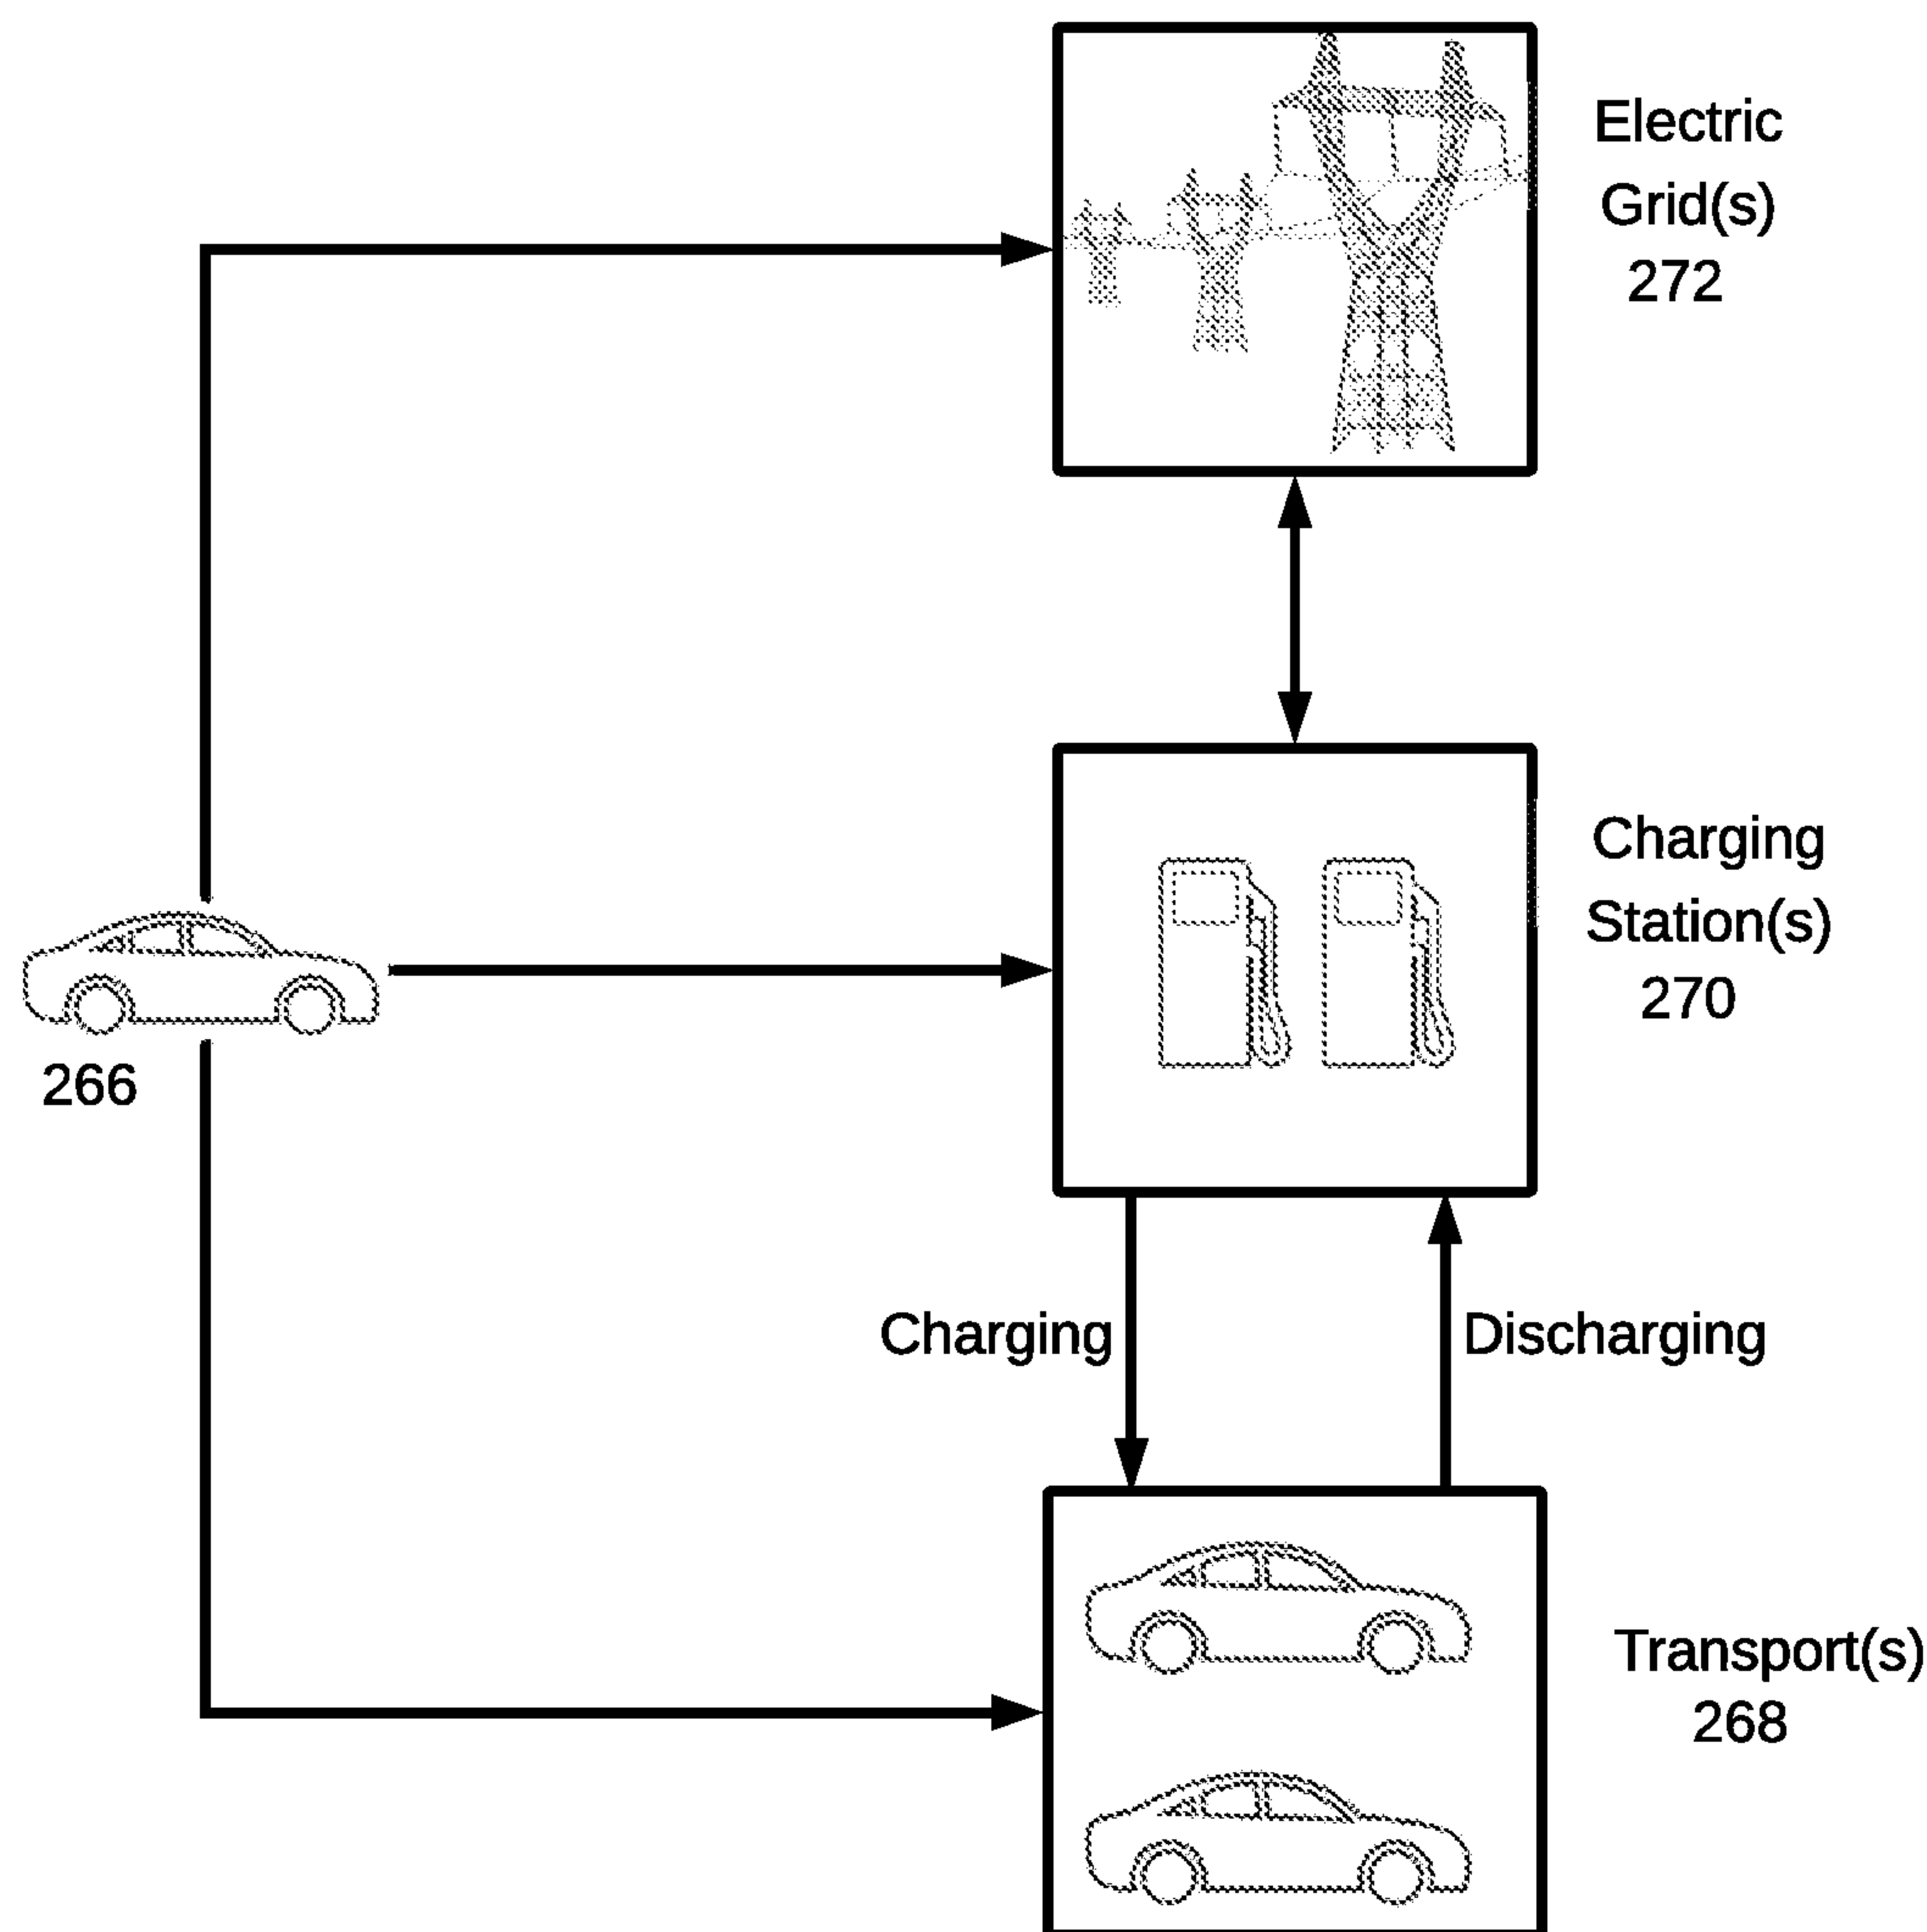 Electric
Grid(s)
272
Charging
Station(s)
270
266
Charging
Discharging
Transport(s)
268